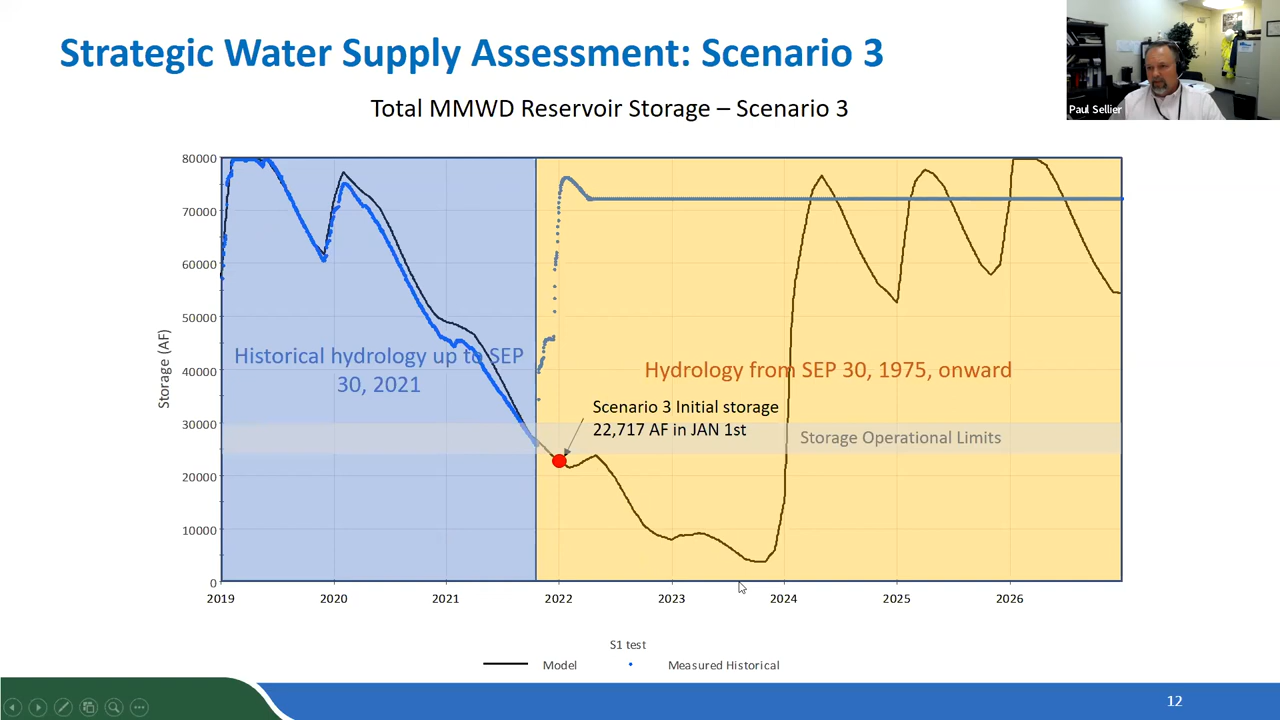 Strategic Water Supply Assessment: Scenario 3
Paul Sellier
Total MMWD Reservoir Storage – Scenario 3
80000
70000
60000
50000
40000
30000
20000
10000
0
Storage (AF)
Historical hydrology up to SEP
30, 2021
Hydrology from SEP 30, 1975, onward
Scenario 3 Initial storage
22,717 AF in JAN 1st
Storage Operational Limits
2019 2020 2021 2022 2023 2024 2025 2026
S1 test
Model Measured Historical
12